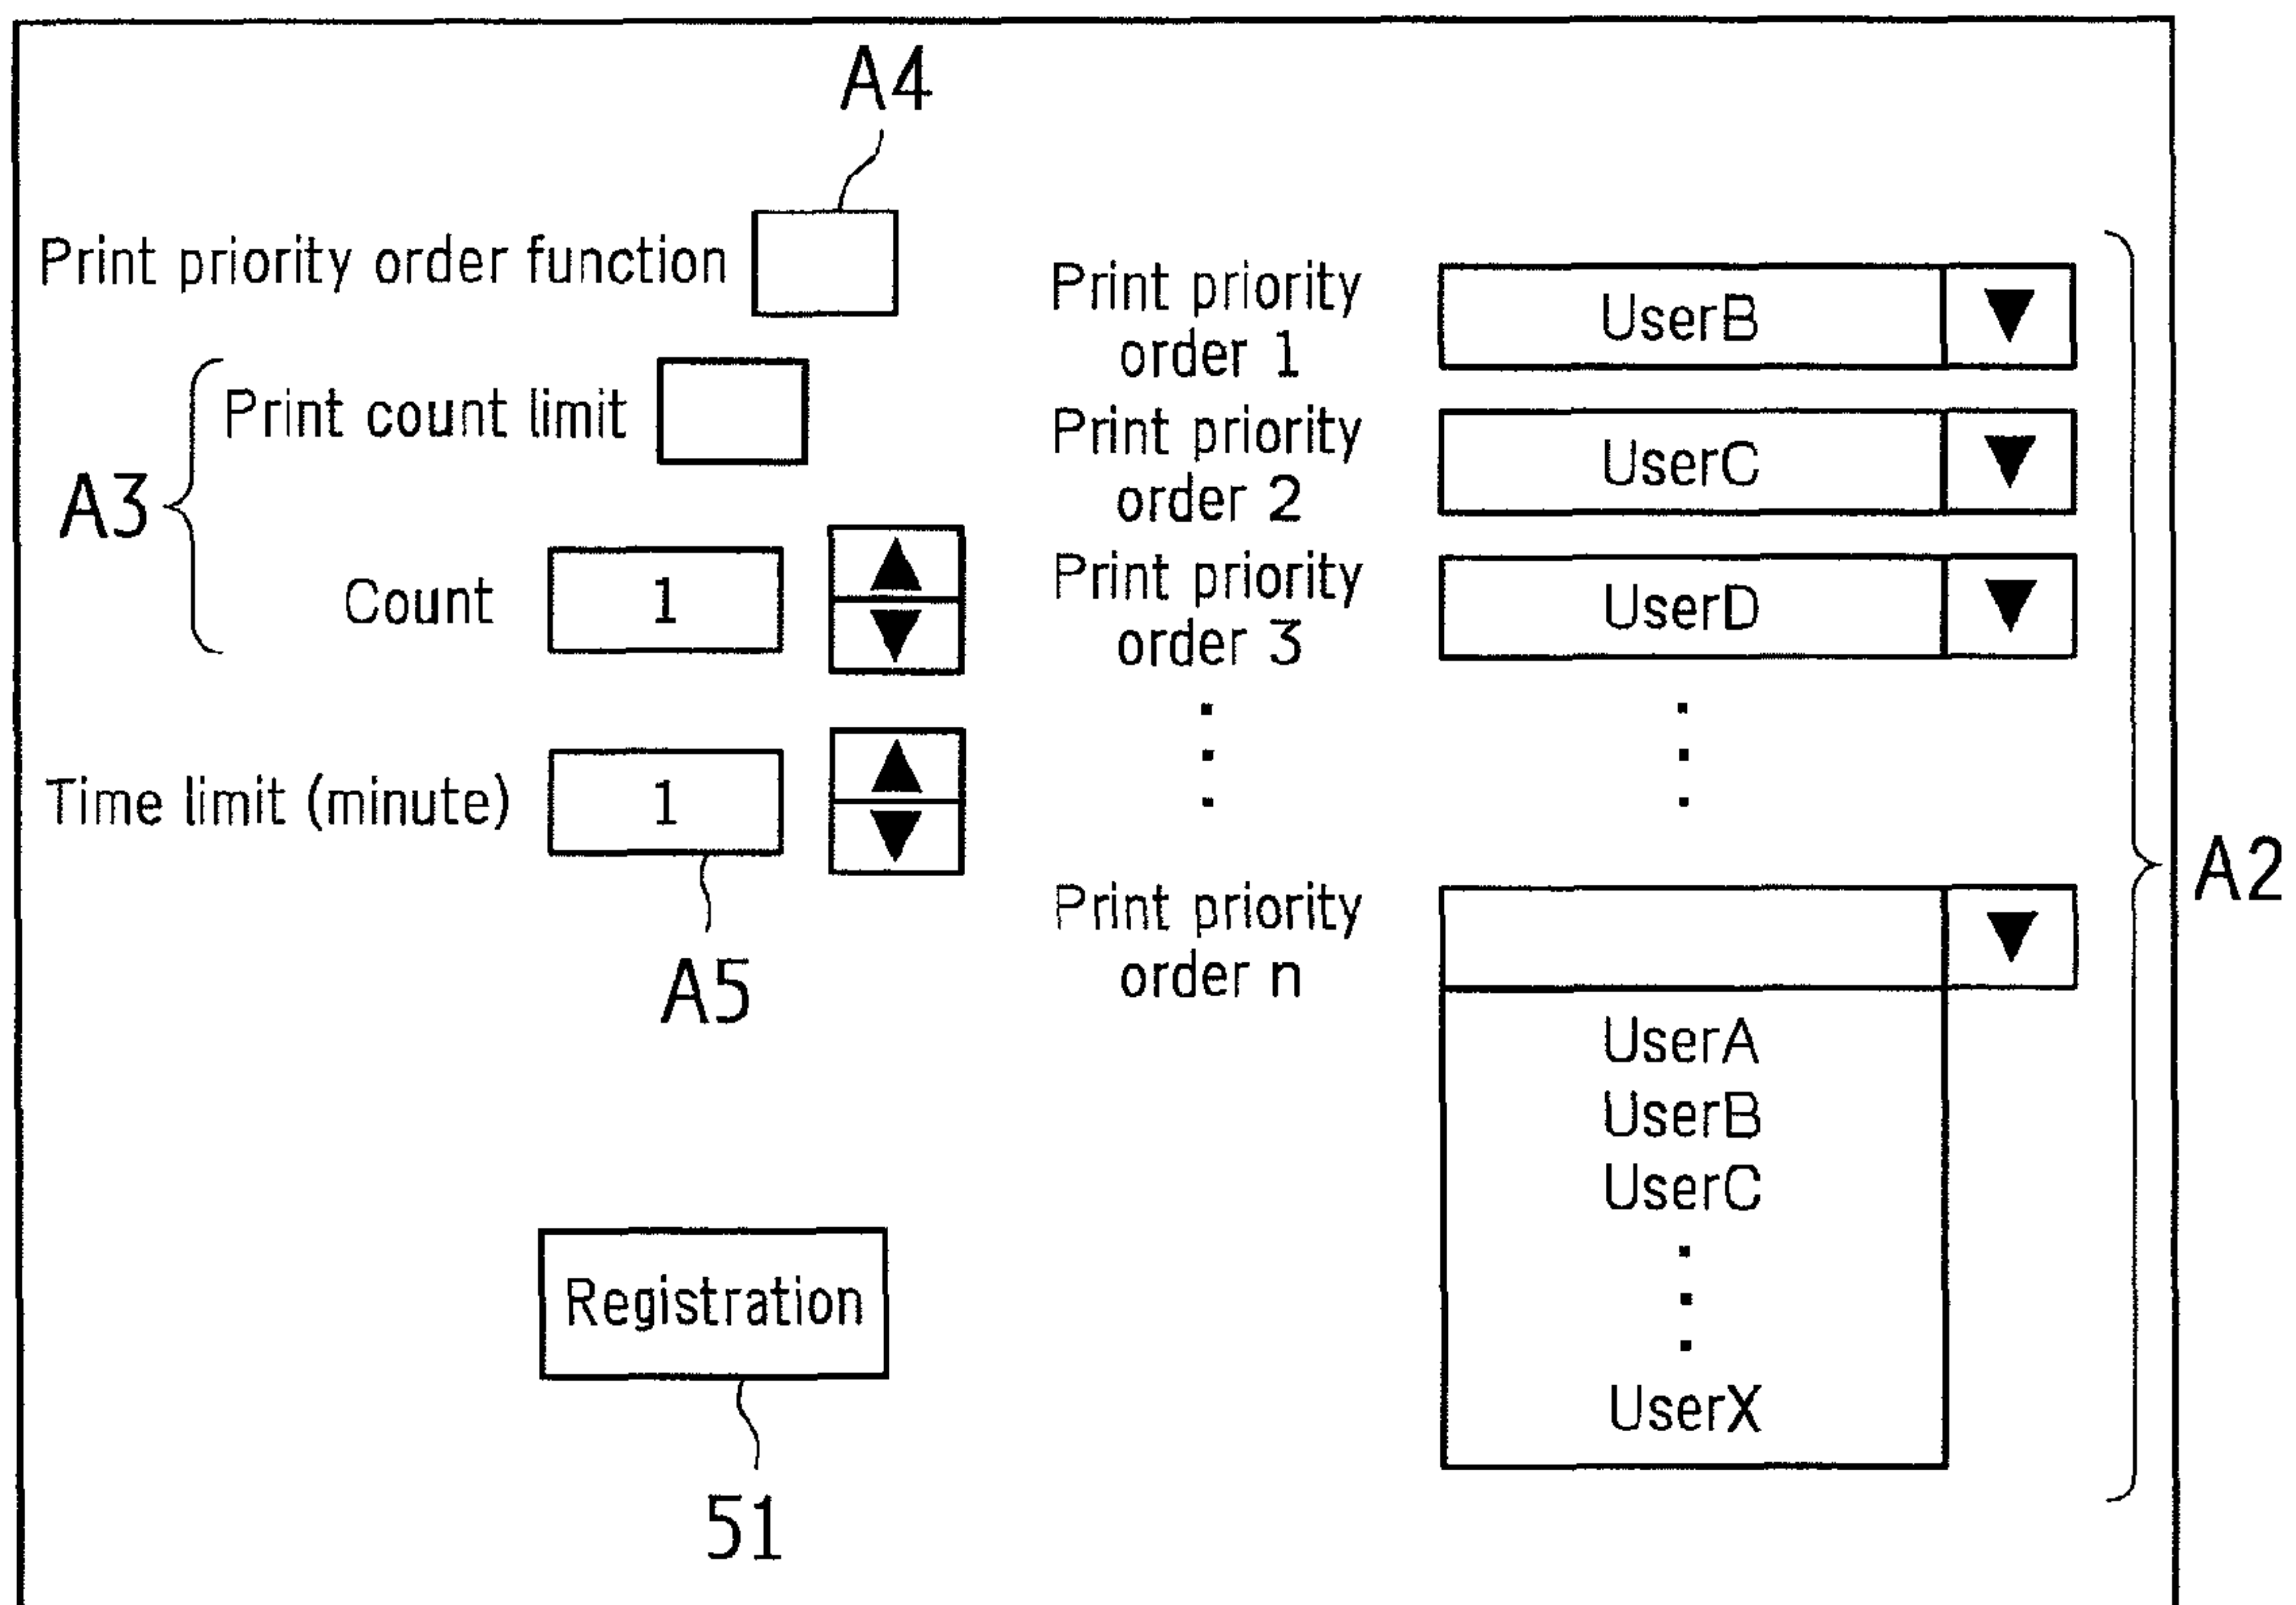 A4
Print priority order function
Print count limit
A3
Count
1
Time limit (minute)
1
A5
Registration
51
Print priority
order 1
UserB
▼
Print priority
order 2
UserC
▼
Print priority
order 3
UserD
▼
Print priority
order n
▼
UserA
UserB
UserC
UserX
A2